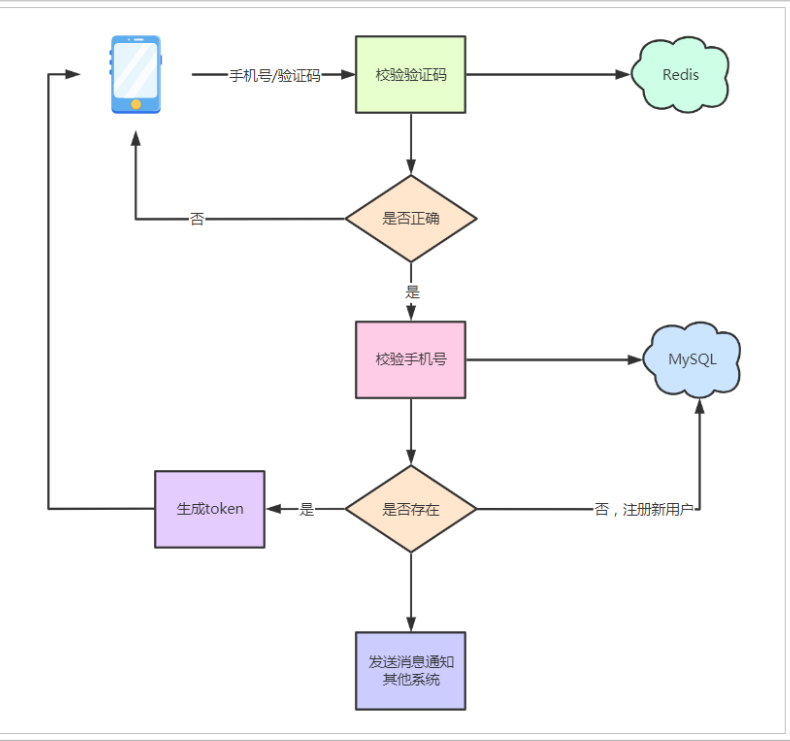 手机号/验证码
校验验证码
Redis
是否正确
否
是
校验手机号
MySQL
生成token
是
是否存在
否，注册新用户
发送消息通知
其他系统